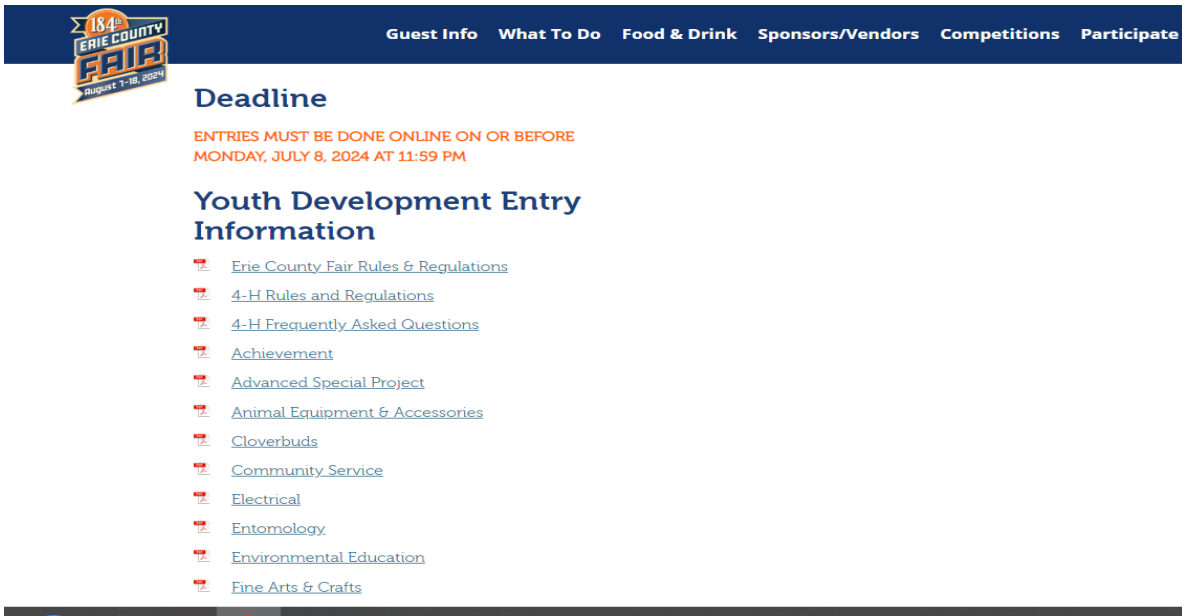 184th
ERIE COUNTY
FAIR
August 7-18, 2024
Guest Info What To Do Food & Drink Sponsors/Vendors Competitions Participate
Deadline
ENTRIES MUST BE DONE ONLINE ON OR BEFORE
MONDAY, JULY 8, 2024 AT 11:59 PM
Youth Development Entry
Information
Erie County Fair Rules & Regulations
4-H Rules and Regulations
4-H Frequently Asked Questions
Achievement
Advanced Special Project
Animal Equipment & Accessories
Cloverbuds
Community Service
Electrical
Entomology
Environmental Education
Fine Arts & Crafts